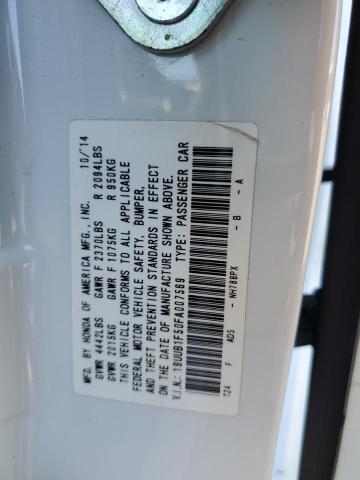 MFD. BY HONDA OF AMERICA MFG., INC. 10/14
GVWR 4442LBS GAWR F 2370LBS R 2094LBS
GVWR 2015KG GAWR F 1075KG R 950KG
THIS VEHICLE CONFORMS TO ALL APPLICABLE
FEDERAL MOTOR VEHICLE SAFETY, BUMPER,
AND THEFT PREVENTION STANDARDS IN EFFECT
ON THE DATE OF MANUFACTURE SHOWN ABOVE.
V.I.N.: 19UUB1F50FA007569 TYPE: PASSENGER CAR
TZ4 F AD5 - NH788PX - B - A